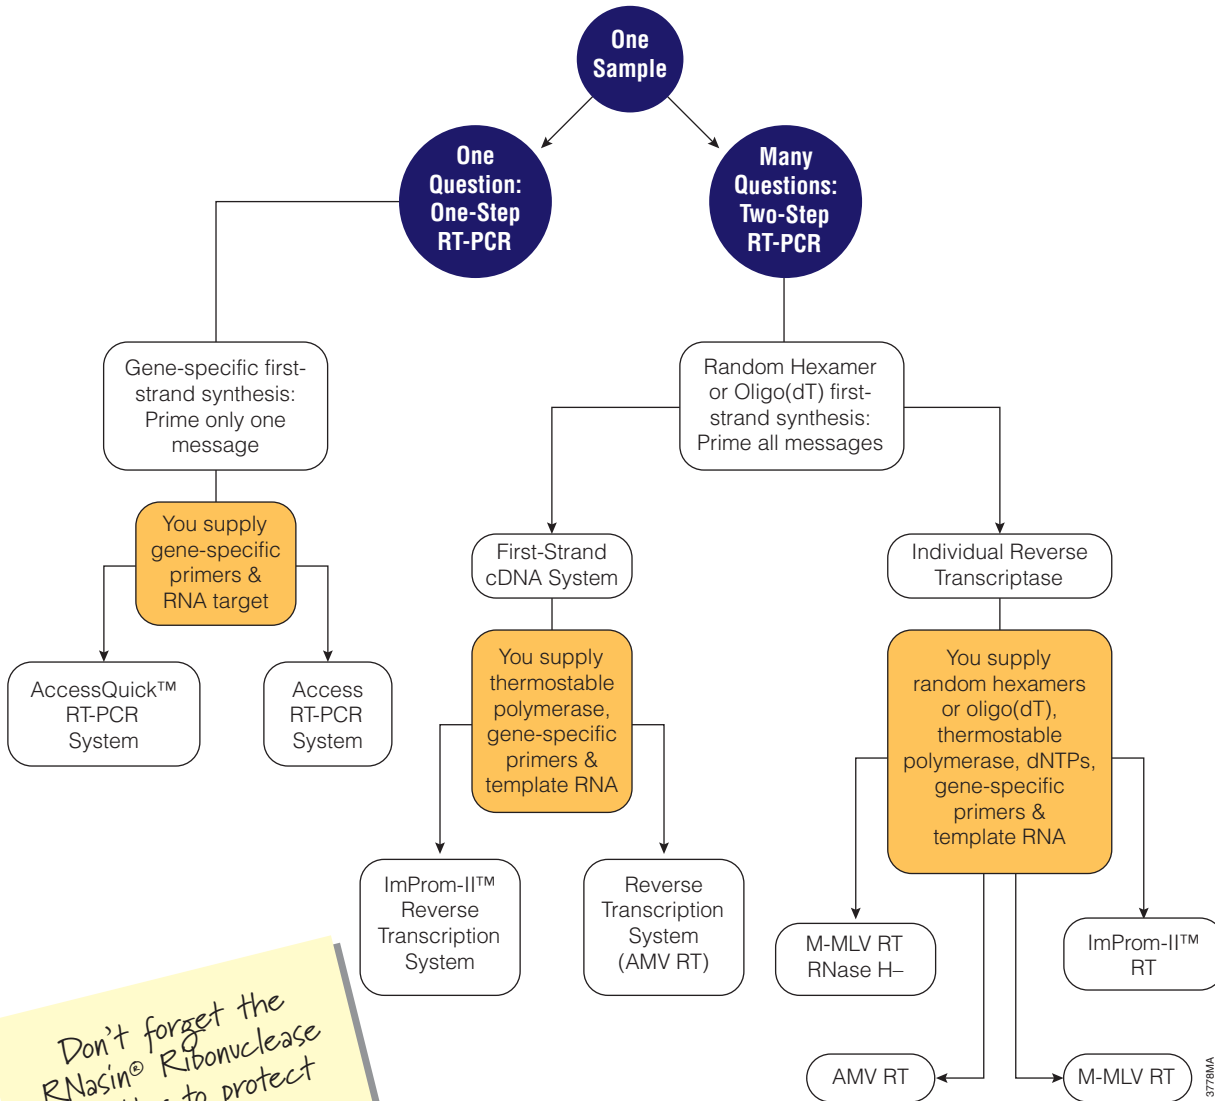 One
Sample
One
Question:
One-Step
RT-PCR
Many
Questions:
Two-Step
RT-PCR
Gene-specific first-
strand synthesis:
Prime only one
message
Random Hexamer
or Oligo(dT) first-
strand synthesis:
Prime all messages
You supply
gene-specific
primers &
RNA target
First-Strand
cDNA System
Individual Reverse
Transcriptase
AccessQuick™
RT-PCR
System
Access
RT-PCR
System
You supply
thermostable
polymerase,
gene-specific
primers &
template RNA
You supply
random hexamers
or oligo(dT),
thermostable
polymerase, dNTPs,
gene-specific
primers &
template RNA
ImProm-II™
Reverse
Transcription
System
Reverse
Transcription
System
(AMV RT)
M-MLV RT
RNase H–
ImProm-II™
RT
AMV RT
M-MLV RT
Don't forget the
RNasin® Ribonuclease
to protect
3778MA